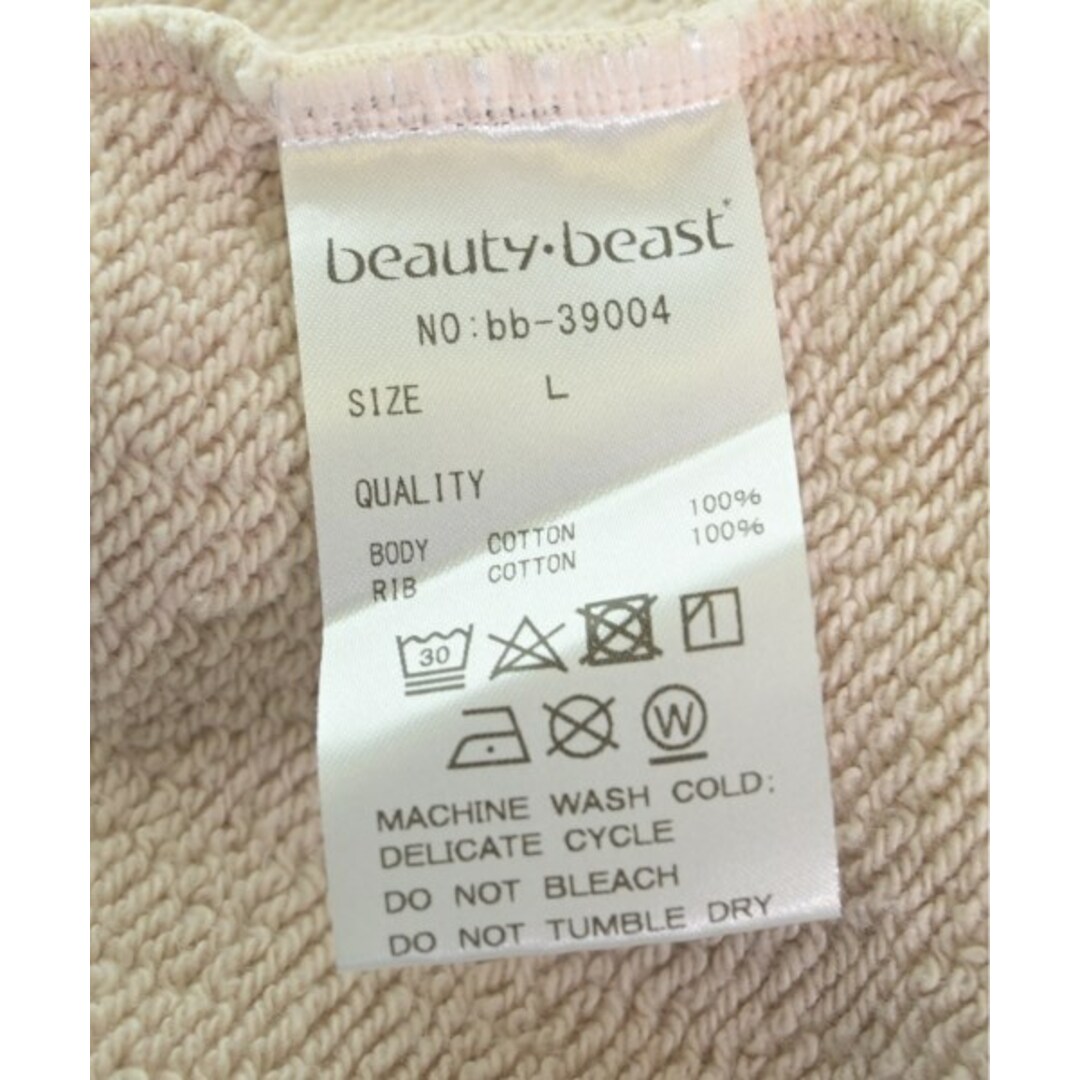 beauty·beast
NO:bb-39004
SIZE L
QUALITY
BODY COTTON 100%
RIB COTTON 100%
30
W
MACHINE WASH COLD:
DELICATE CYCLE
DO NOT BLEACH
DO NOT TUMBLE DRY